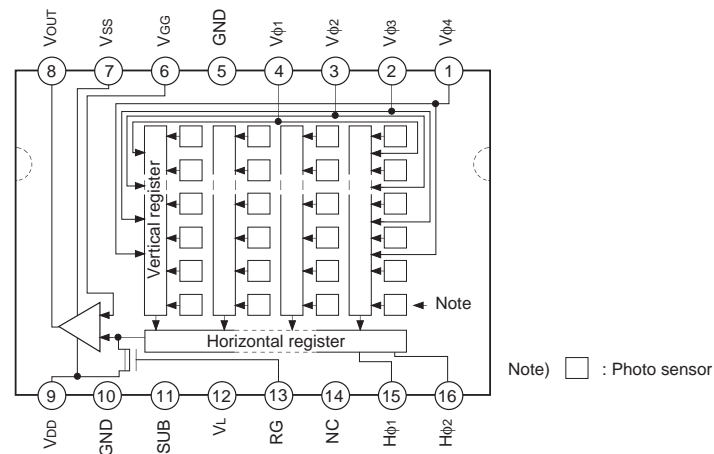 VOUT VSS VGG GND Vφ1 Vφ2 Vφ3 Vφ4
8 7 6 5 4 3 2 1
Vertical register
Note
Horizontal register
Note) : Photo sensor
9 10 11 12 13 14 15 16
VDD GND SUB VL RG NC Hφ1 Hφ2